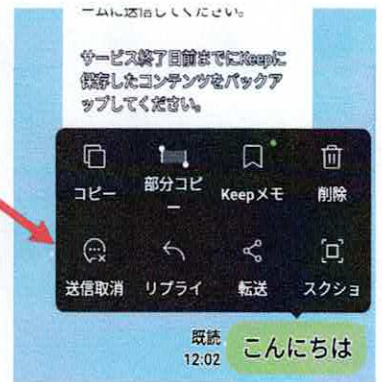 ームに送信してください。
サービス終了目前までにKeepに
保存したコンテンツをバックア
ップしてください。
コピー
部分コピー
Keepメモ
削除
送信取消
リプライ
転送
スクショ
既読
12:02
こんにちは